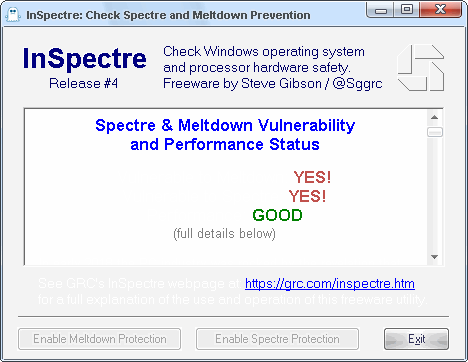 InSpectre: Check Spectre and Meltdown Prevention
InSpectre
Release #4
Check Windows operating system
and processor hardware safety.
Freeware by Steve Gibson / @Sggrc
Spectre & Meltdown Vulnerability
and Performance Status
YES!
YES!
GOOD
(full details below)
See GRC's InSpectre webpage at https://grc.com/inspectre.htm
for a full explanation of the use and operation of this freeware utility.
Enable Meltdown Protection
Enable Spectre Protection
Exit